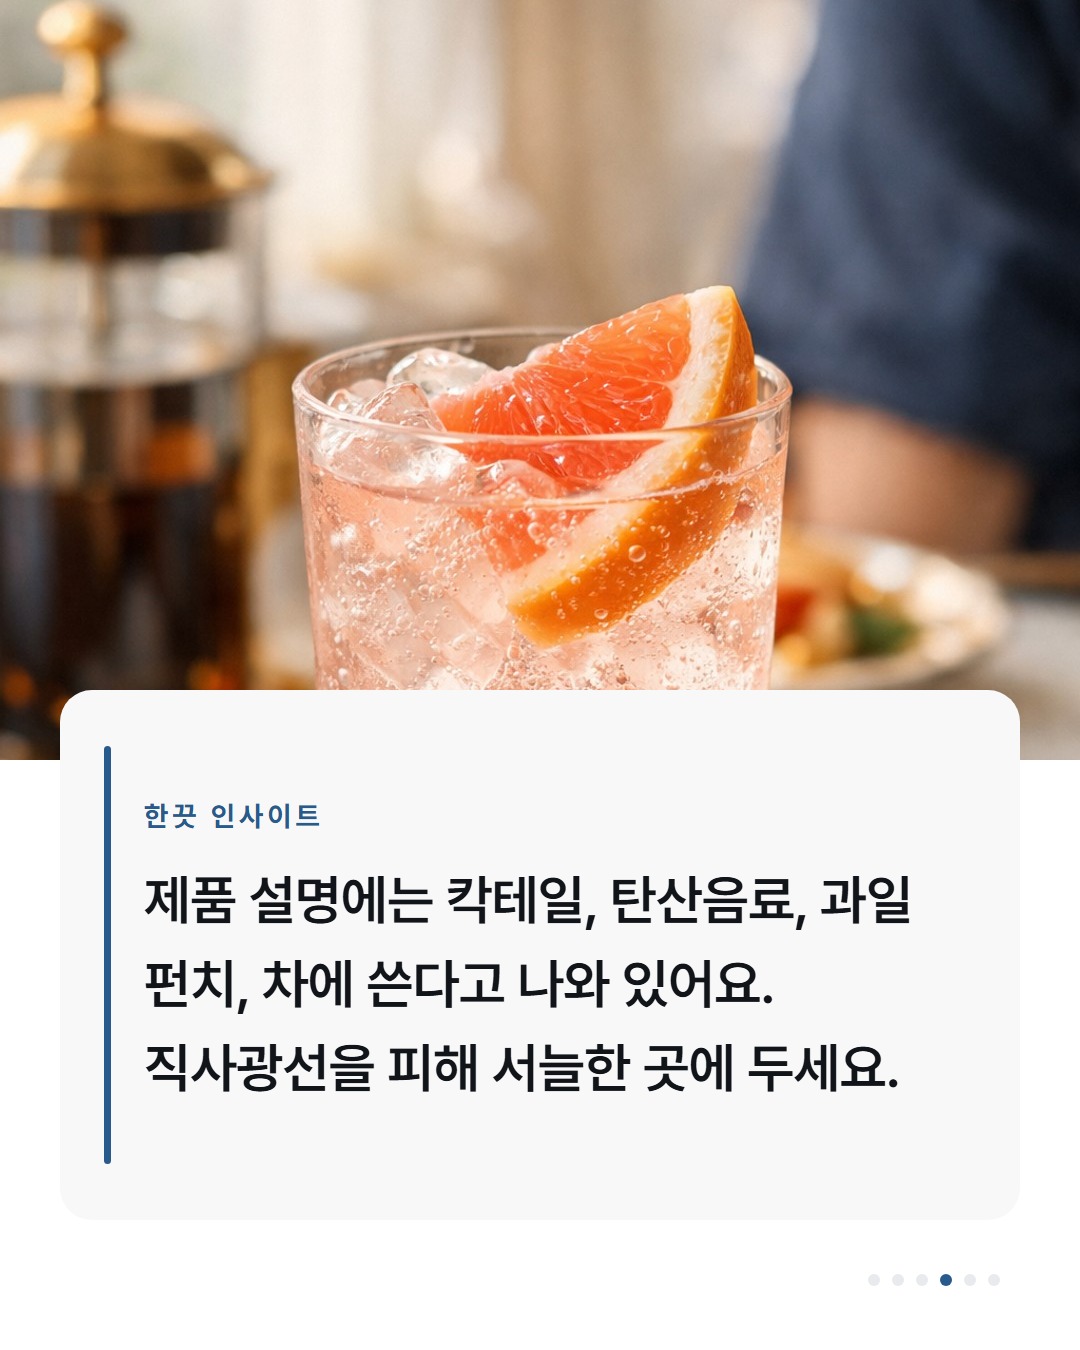 한끗 인사이트
제품 설명에는 칵테일, 탄산음료, 과일
펀치, 차에 쓴다고 나와 있어요.
직사광선을 피해 서늘한 곳에 두세요.